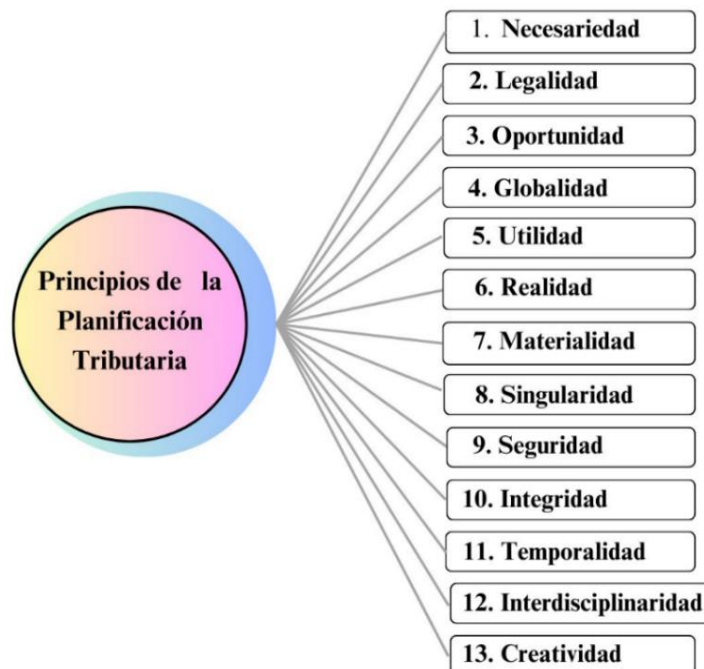 Principios de la
Planificación
Tributaria
1. Necesariedad
2. Legalidad
3. Oportunidad
4. Globalidad
5. Utilidad
6. Realidad
7. Materialidad
8. Singularidad
9. Seguridad
10. Integridad
11. Temporalidad
12. Interdisciplinaridad
13. Creatividad